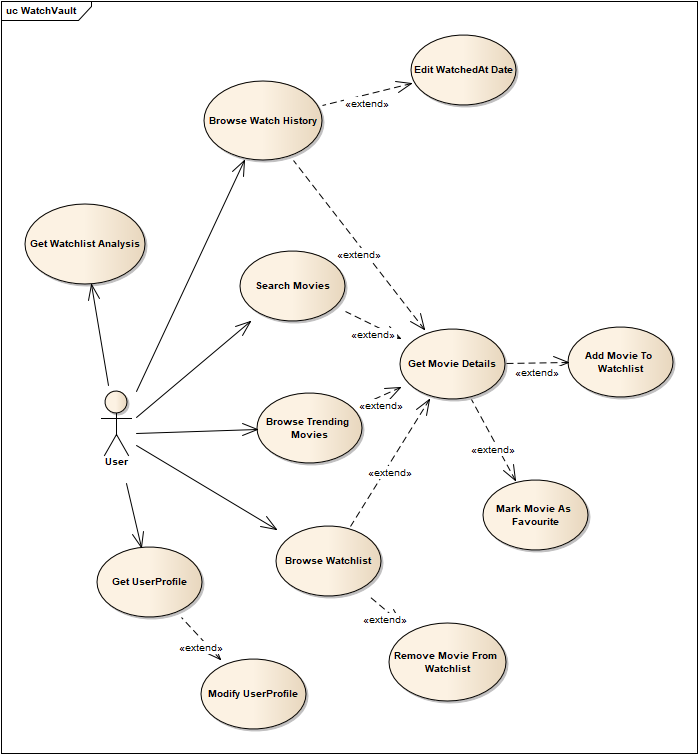 uc WatchVault
Edit WatchedAt Date
«extend»
Browse Watch History
Get Watchlist Analysis
«extend»
Search Movies
«extend»
Get Movie Details
Add Movie To
Watchlist
«extend»
«extend»
Browse Trending
Movies
User
«extend»
«extend»
Mark Movie As
Favourite
Browse Watchlist
Get UserProfile
«extend»
«extend»
Remove Movie From
Watchlist
Modify UserProfile